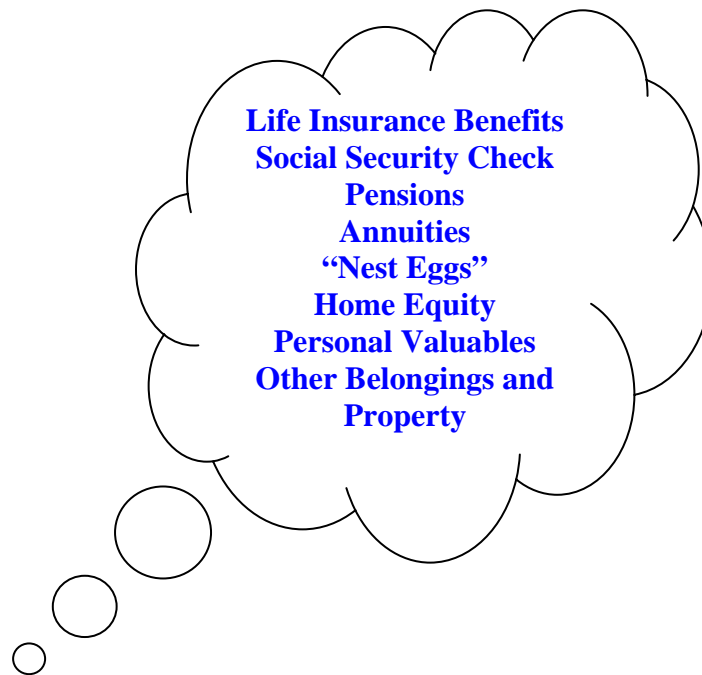 Life Insurance Benefits
Social Security Check
Pensions
Annuities
“Nest Eggs”
Home Equity
Personal Valuables
Other Belongings and
Property